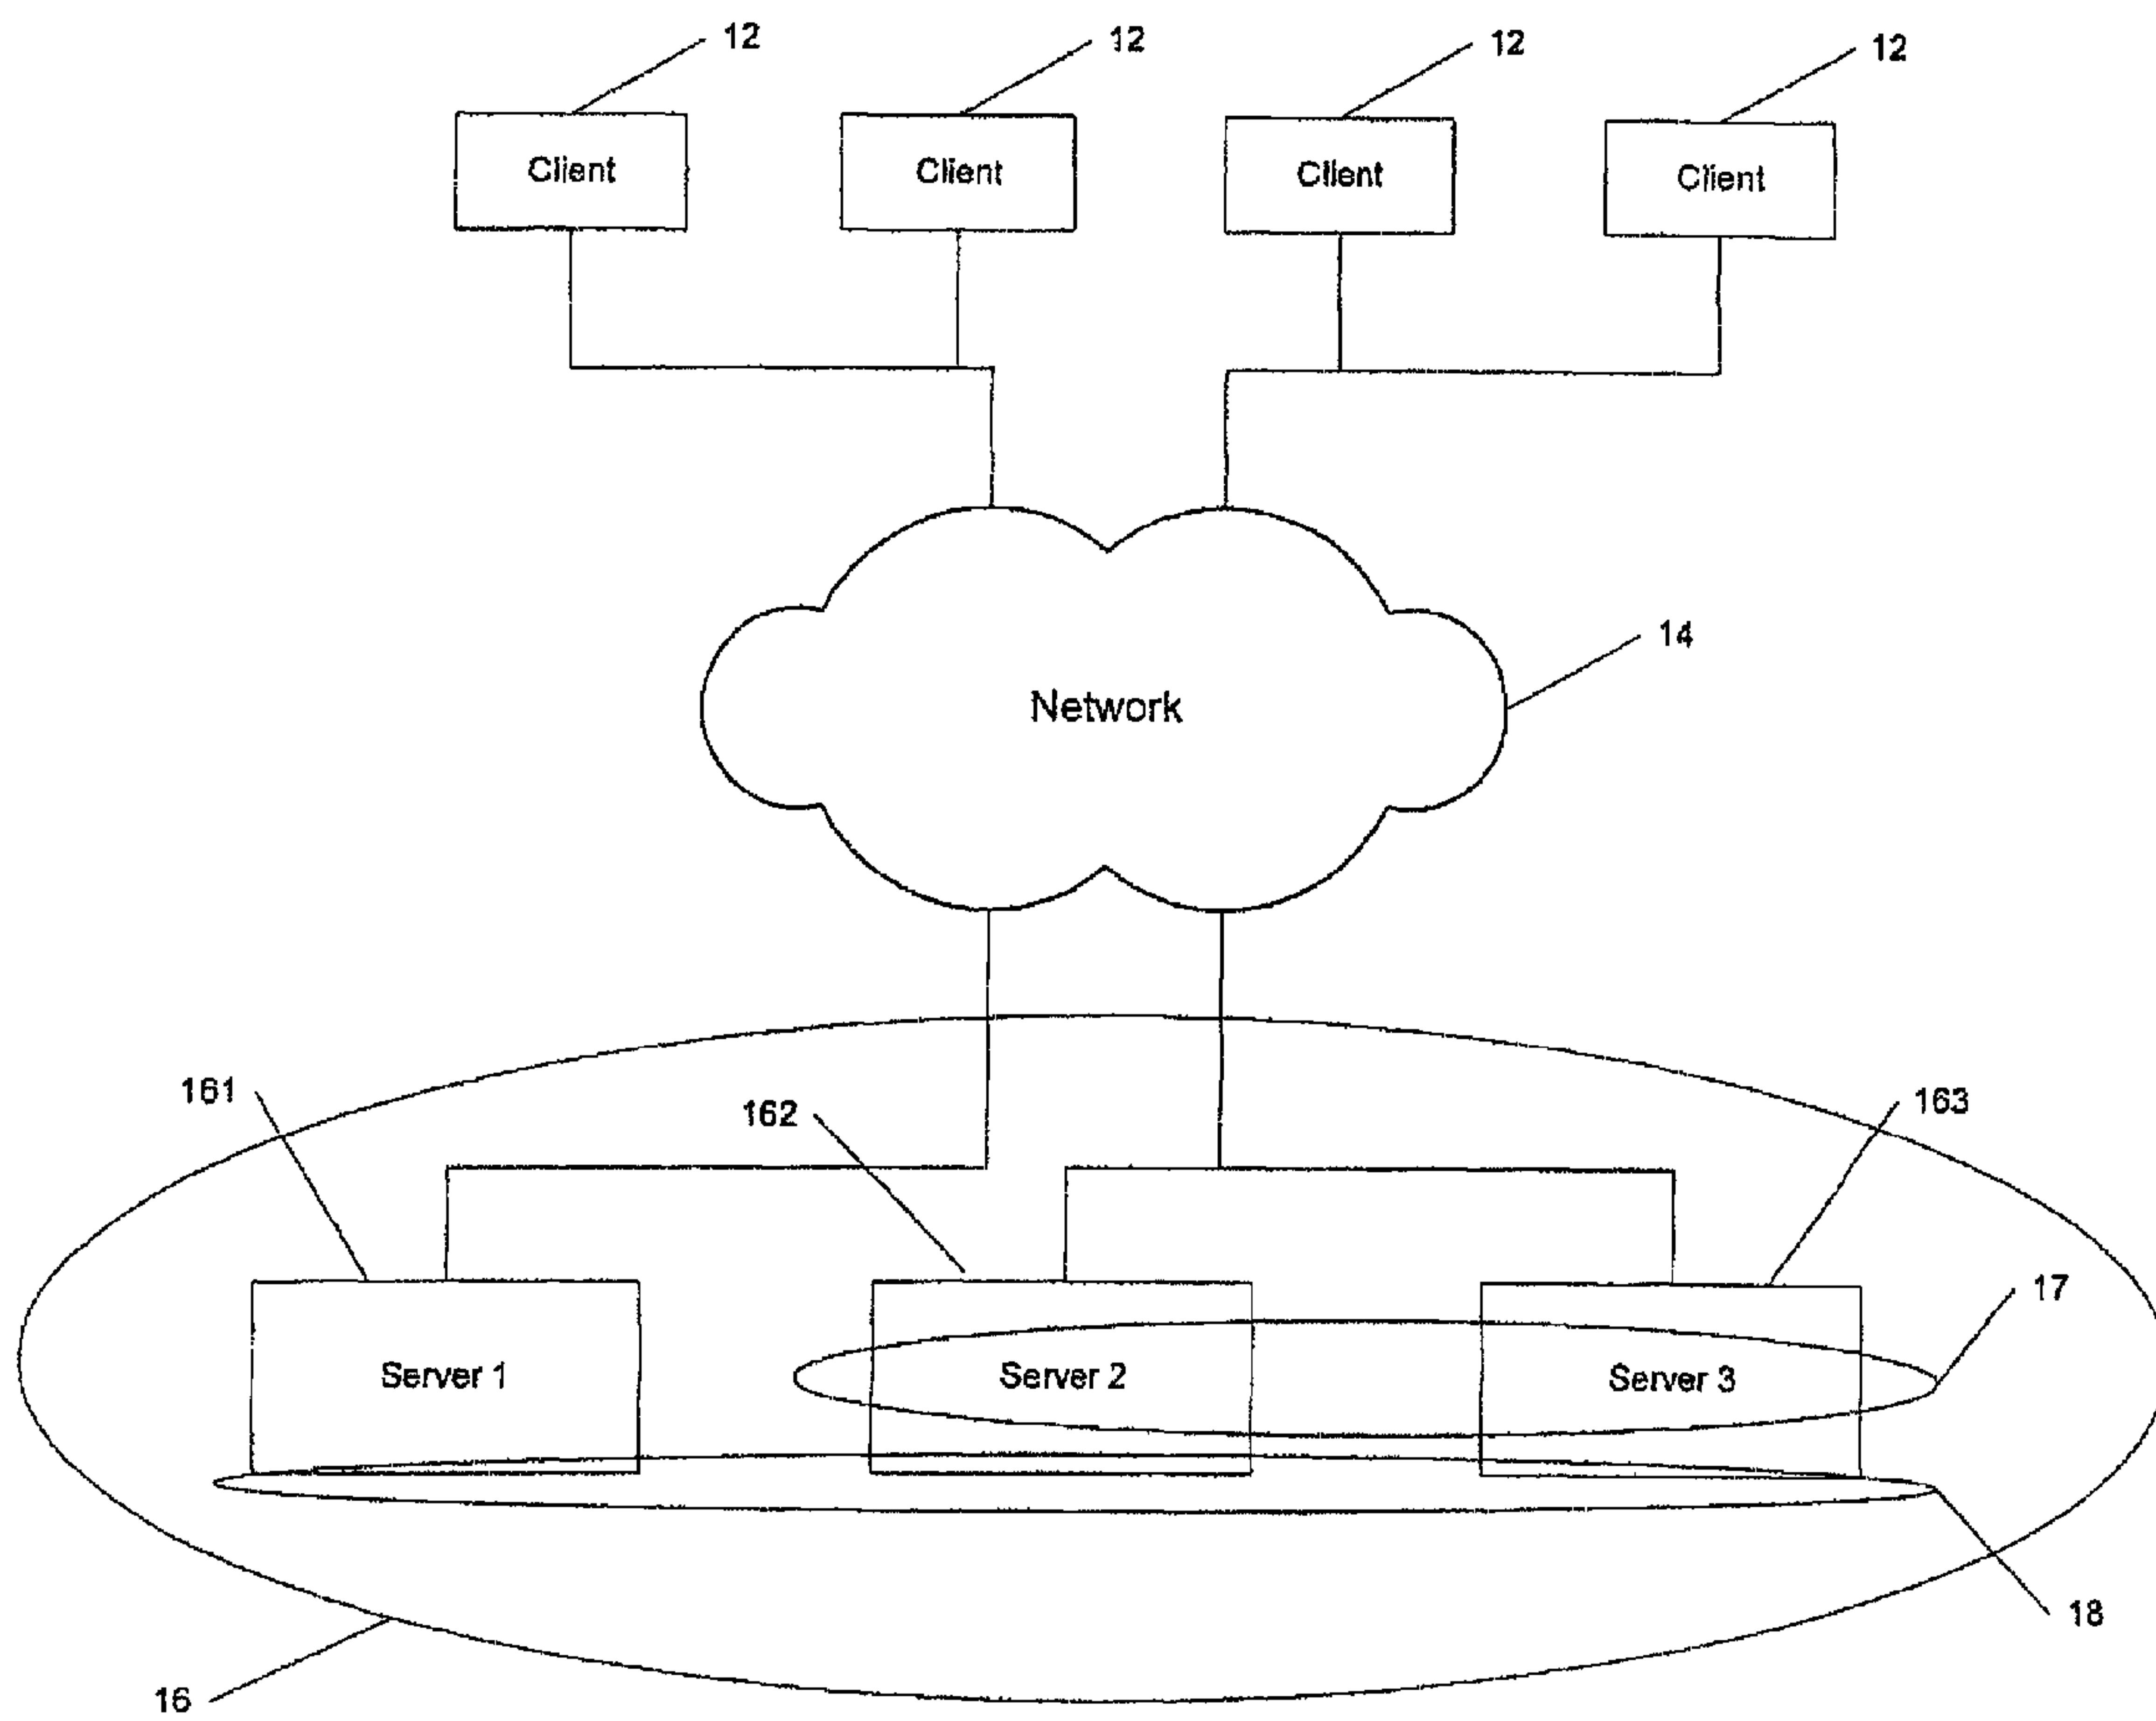 12 12 12 12
Client Client Client Client
14
Network
161 162 163
17
Server 1 Server 2 Server 3
18
16